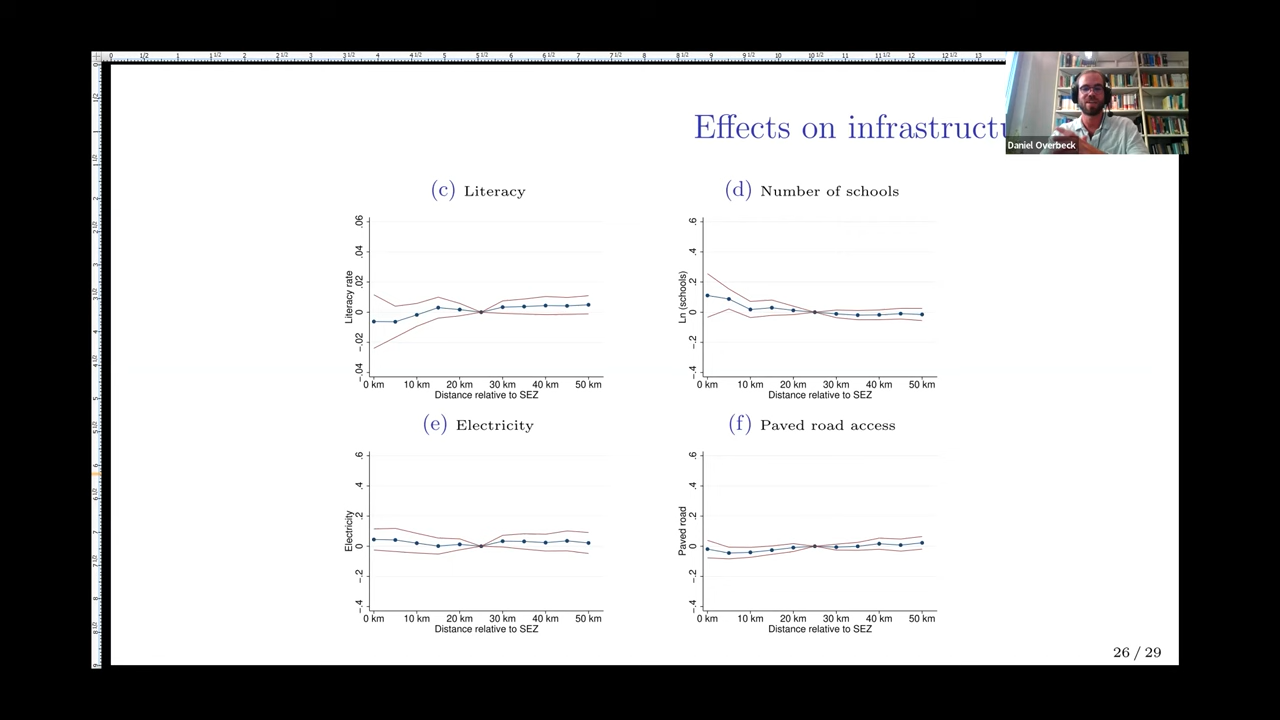 Effects on infrastructu
Daniel Overbeck
(c) Literacy
(d) Number of schools
Literacy rate
.06
.04
.02
0
-.02
-.04
0 km 10 km 20 km 30 km 40 km 50 km
Distance relative to SEZ
Ln (schools)
.6
.4
.2
0
-.2
-.4
0 km 10 km 20 km 30 km 40 km 50 km
Distance relative to SEZ
(e) Electricity
(f) Paved road access
Electricity
.6
.4
.2
0
-.2
-.4
0 km 10 km 20 km 30 km 40 km 50 km
Distance relative to SEZ
Paved road
.6
.4
.2
0
-.2
-.4
0 km 10 km 20 km 30 km 40 km 50 km
Distance relative to SEZ
26 / 29